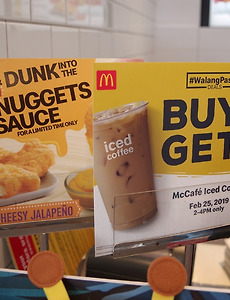 DUNK INTO
THE
NUGGETS
SAUCE
FOR A LIMITED TIME ONLY
CHEESY JALAPEÑO
#WalangPas
DEALS
BUY
GET
iced
coffee
McCafé Iced Co
Feb 25, 2019
2-4PM only